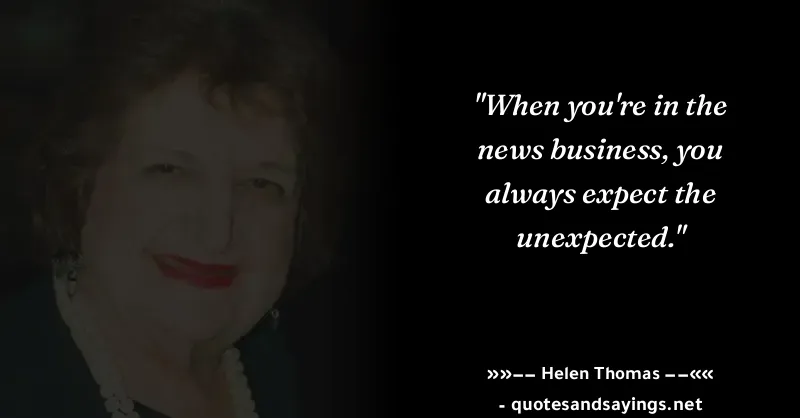 "When you're in the
news business, you
always expect the
unexpected."
»»−− Helen Thomas −−««
- quotesandsayings.net